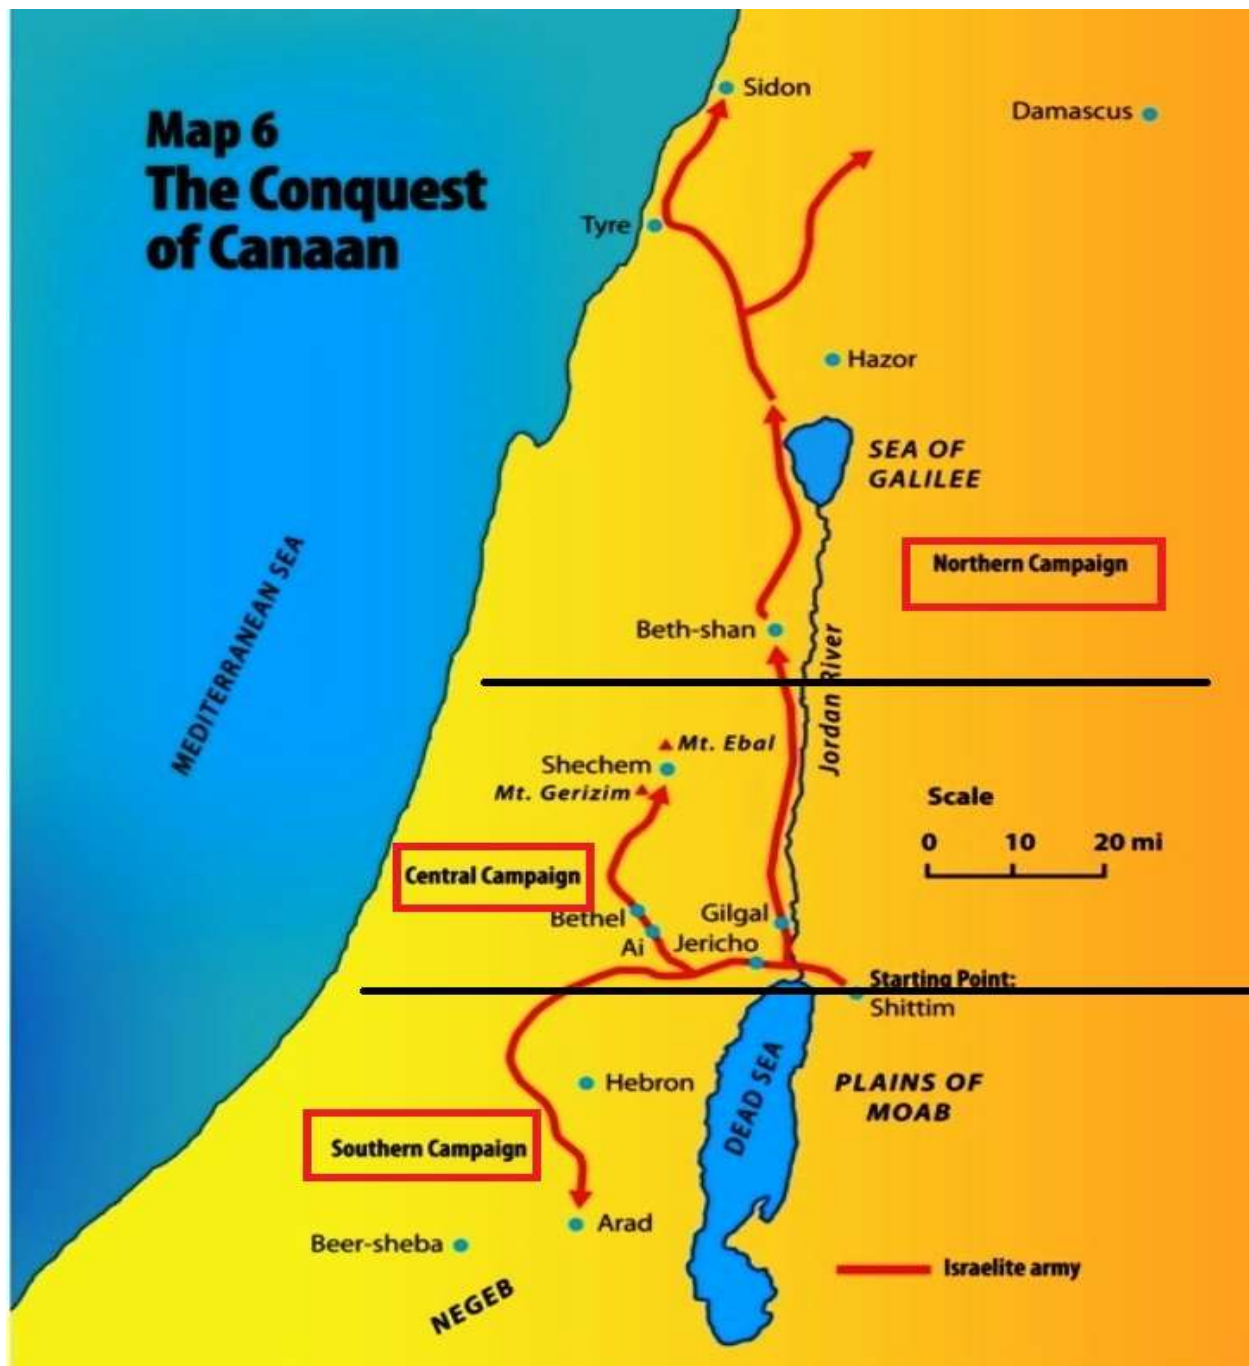 Map 6
The Conquest
of Canaan
Sidon
Damascus
Tyre
Hazor
SEA OF
GALILEE
MEDITERRANEAN SEA
Northern Campaign
Beth-shan
Jordan River
Mt. Ebal
Shechem
Mt. Gerizim
Scale
0 10 20 mi
Central Campaign
Bethel
Gilgal
Ai
Jericho
Starting Point:
Shittim
Hebron
DEAD SEA
PLAINS OF
MOAB
Southern Campaign
Arad
Beer-sheba
NEGEB
Israelite army